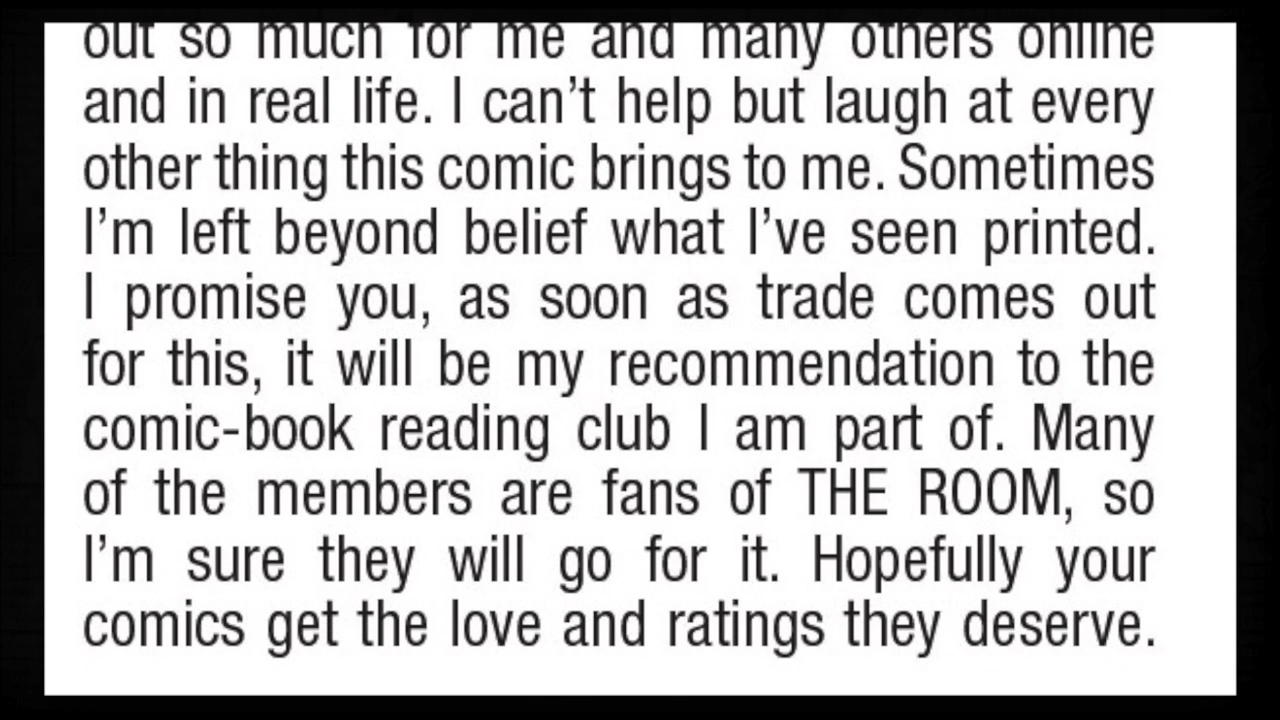 out so much for me and many others online
and in real life. I can’t help but laugh at every
other thing this comic brings to me. Sometimes
I’m left beyond belief what I’ve seen printed.
I promise you, as soon as trade comes out
for this, it will be my recommendation to the
comic-book reading club I am part of. Many
of the members are fans of THE ROOM, so
I’m sure they will go for it. Hopefully your
comics get the love and ratings they deserve.